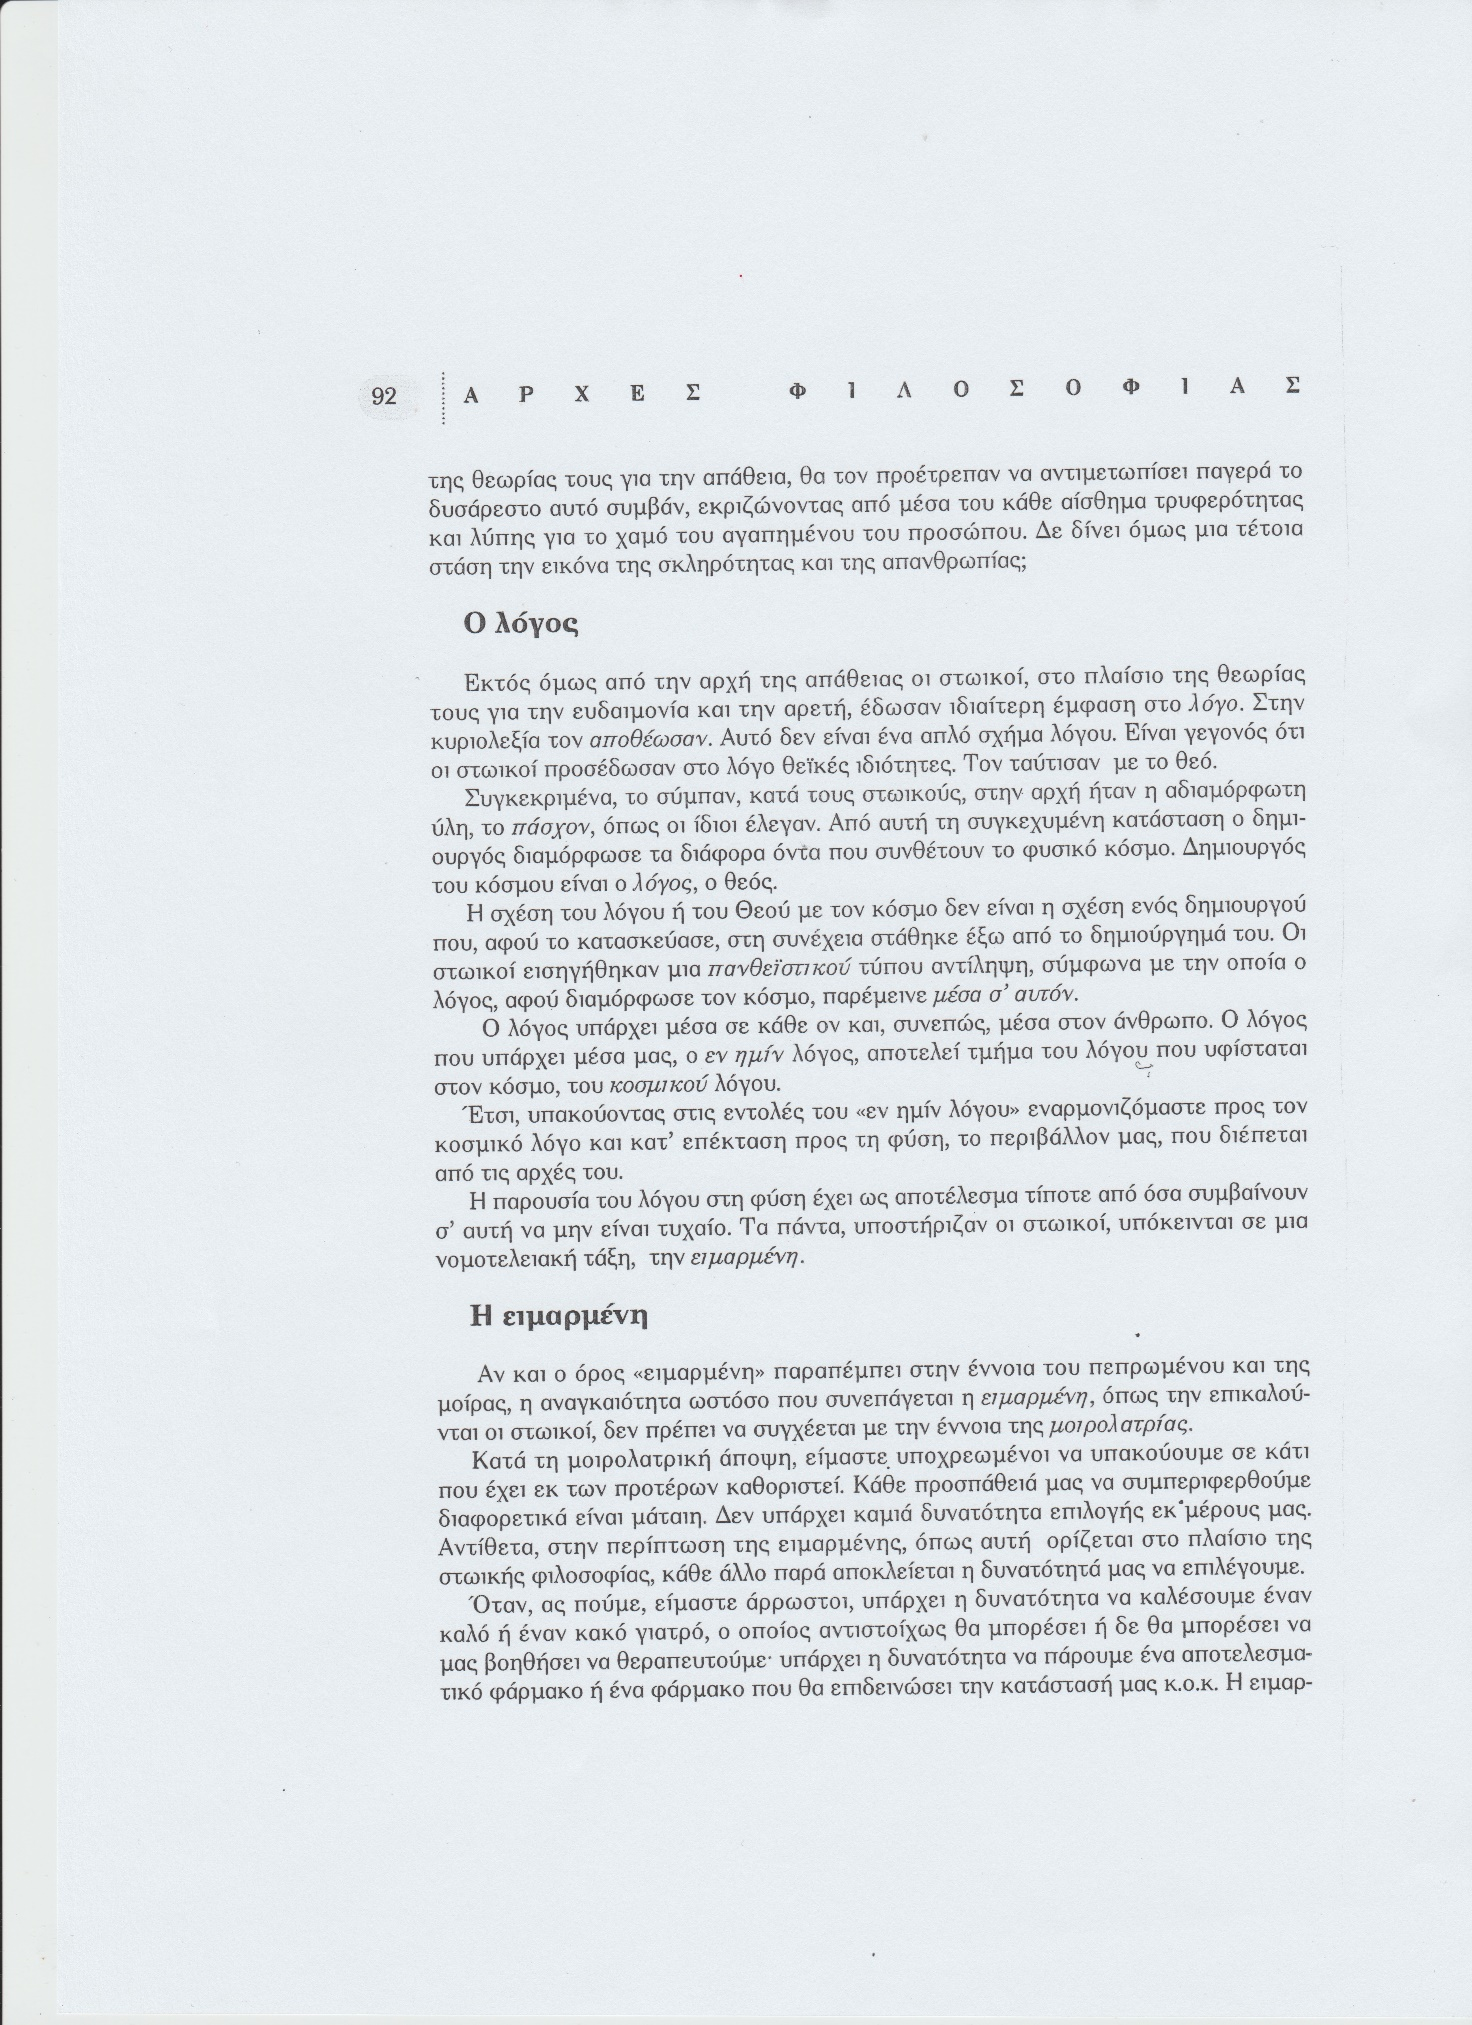 92 ΑΡΧΕΣ ΦΙΛΟΣΟΦΙΑΣ
της θεωρίας τους για την απάθεια, θα τον προέτρεπαν να αντιμετωπίσει παγερά το
δυσάρεστο αυτό συμβάν, εκριζώνοντας από μέσα του κάθε αίσθημα τρυφερότητας
και λύπης για το χαμό του αγαπημένου του προσώπου. Δε δίνει όμως μια τέτοια
στάση την εικόνα της σκληρότητας και της απανθρωπίας;
Ο λόγος
Εκτός όμως από την αρχή της απάθειας οι στωικοί, στο πλαίσιο της θεωρίας
τους για την ευδαιμονία και την αρετή, έδωσαν ιδιαίτερη έμφαση στο λόγο. Στην
κυριολεξία τον αποθέωσαν. Αυτό δεν είναι ένα απλό σχήμα λόγου. Είναι γεγονός ότι
οι στωικοί προσέδωσαν στο λόγο θεϊκές ιδιότητες. Τον ταύτισαν με το θεό.
Συγκεκριμένα, το σύμπαν, κατά τους στωικούς, στην αρχή ήταν η αδιαμόρφωτη
ύλη, το πάσχον, όπως οι ίδιοι έλεγαν. Από αυτή τη συγκεχυμένη κατάσταση ο δημι-
ουργός διαμόρφωσε τα διάφορα όντα που συνθέτουν το φυσικό κόσμο. Δημιουργός
του κόσμου είναι ο λόγος, ο θεός.
Η σχέση του λόγου ή του Θεού με τον κόσμο δεν είναι η σχέση ενός δημιουργού
που, αφού το κατασκεύασε, στη συνέχεια στάθηκε έξω από το δημιούργημά του. Οι
στωικοί εισηγήθηκαν μια πανθεϊστικού τύπου αντίληψη, σύμφωνα με την οποία ο
λόγος, αφού διαμόρφωσε τον κόσμο, παρέμεινε μέσα σ' αυτόν.
Ο λόγος υπάρχει μέσα σε κάθε ον και, συνεπώς, μέσα στον άνθρωπο. Ο λόγος
που υπάρχει μέσα μας, ο εν ημίν λόγος, αποτελεί τμήμα του λόγου που υφίσταται
στον κόσμο, του κοσμικού λόγου.
Έτσι, υπακούοντας στις εντολές του «εν ημίν λόγου» εναρμονιζόμαστε προς τον
κοσμικό λόγο και κατ' επέκταση προς τη φύση, το περιβάλλον μας, που διέπεται
από τις αρχές του.
Η παρουσία του λόγου στη φύση έχει ως αποτέλεσμα τίποτε από όσα συμβαίνουν
σ' αυτή να μην είναι τυχαίο. Τα πάντα, υποστήριζαν οι στωικοί, υπόκεινται σε μια
νομοτελειακή τάξη, την ειμαρμένη.
Η ειμαρμένη
Αν και ο όρος «ειμαρμένη» παραπέμπει στην έννοια του πεπρωμένου και της
μοίρας, η αναγκαιότητα ωστόσο που συνεπάγεται η ειμαρμένη, όπως την επικαλού-
νται οι στωικοί, δεν πρέπει να συγχέεται με την έννοια της μοιρολατρίας.
Κατά τη μοιρολατρική άποψη, είμαστε υποχρεωμένοι να υπακούουμε σε κάτι
που έχει εκ των προτέρων καθοριστεί. Κάθε προσπάθειά μας να συμπεριφερθούμε
διαφορετικά είναι μάταιη. Δεν υπάρχει καμιά δυνατότητα επιλογής εκ μέρους μας.
Αντίθετα, στην περίπτωση της ειμαρμένης, όπως αυτή ορίζεται στο πλαίσιο της
στωικής φιλοσοφίας, κάθε άλλο παρά αποκλείεται η δυνατότητά μας να επιλέγουμε.
Όταν, ας πούμε, είμαστε άρρωστοι, υπάρχει η δυνατότητα να καλέσουμε έναν
καλό ή έναν κακό γιατρό, ο οποίος αντιστοίχως θα μπορέσει ή δε θα μπορέσει να
μας βοηθήσει να θεραπευτούμε· υπάρχει η δυνατότητα να πάρουμε ένα αποτελεσμα-
τικό φάρμακο ή ένα φάρμακο που θα επιδεινώσει την κατάστασή μας κ.ο.κ. Η ειμαρ-